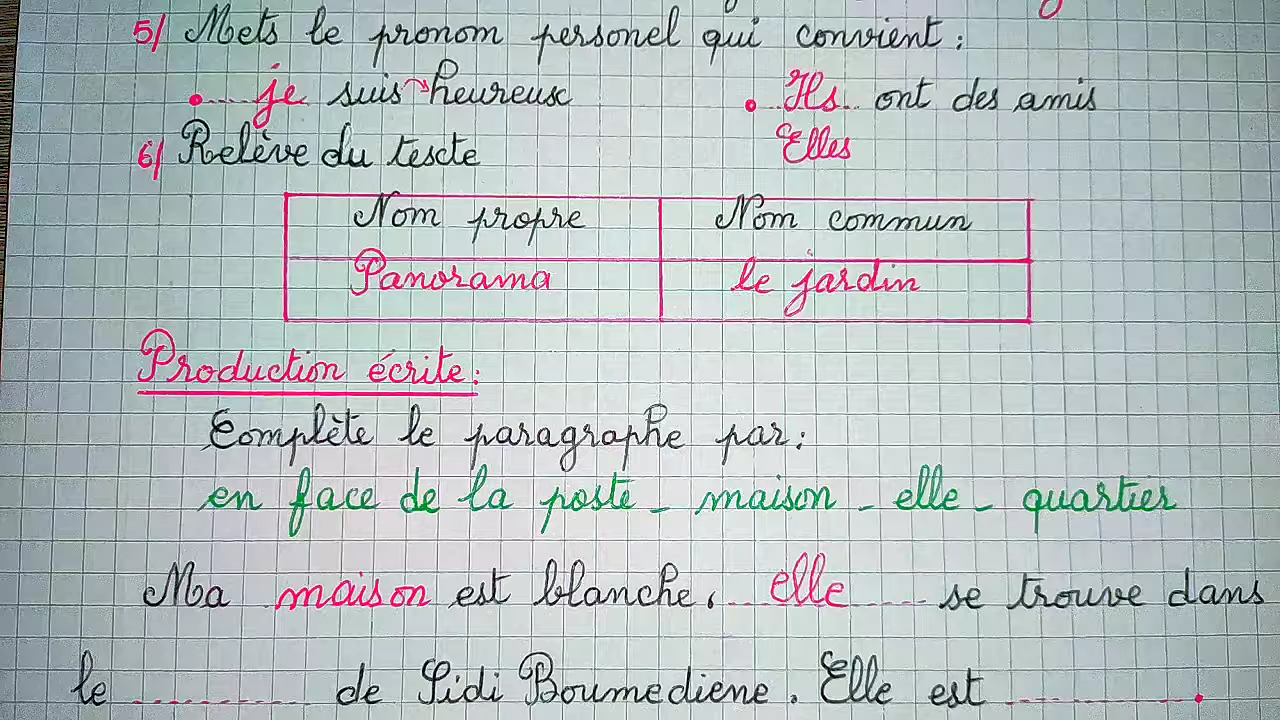 5/ Mets le pronom personel qui convient :
•.....je suis heureuse •..Ils.. ont des amis
Elles
6/ Relève du texte
Nom propre Nom commun
Panorama le jardin
Production écrite :
Complète le paragraphe par :
en face de la poste - maison - elle - quartier
Ma maison est blanche, ...elle..... se trouve dans
le ............ de Sidi Boumediene. Elle est ............